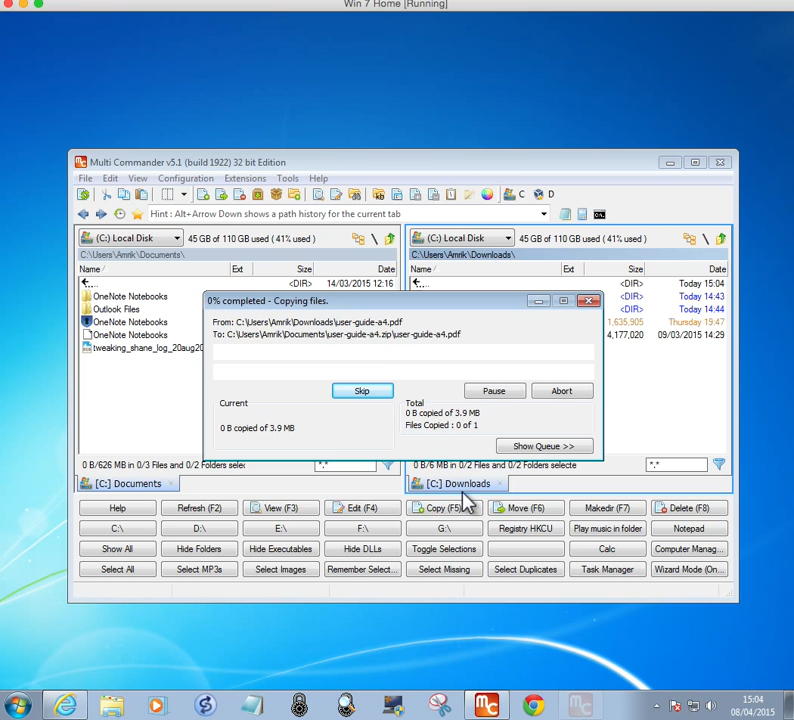 Win 7 Home [Running]
Multi Commander v5.1 (build 1922) 32 bit Edition
File Edit View Configuration Extensions Tools Help
C D
Hint : Alt+Arrow Down shows a path history for the current tab
(C:) Local Disk 45 GB of 110 GB used ( 41% used )
(C:) Local Disk 45 GB of 110 GB used ( 41% used )
C:\Users\Amrik\Documents\
C:\Users\Amrik\Downloads\
Name Ext Size Date
Name Ext Size Date
<DIR> 14/03/2015 12:16
<DIR> Today 15:04
OneNote Notebooks
<DIR> Today 14:43
Outlook Files
<DIR> Today 14:44
OneNote Notebooks
1,635,905 Thursday 19:47
OneNote Notebooks
4,177,020 09/03/2015 14:29
tweaking_shane_log_20aug20
0% completed - Copying files.
From: C:\Users\Amrik\Downloads\user-guide-a4.pdf
To: C:\Users\Amrik\Documents\user-guide-a4.zip\user-guide-a4.pdf
Skip Pause Abort
Current
0 B copied of 3.9 MB
Total
0 B copied of 3.9 MB
Files Copied : 0 of 1
Show Queue >>
0 B/626 MB in 0/3 Files and 0/2 Folders selec *.*
0 B/6 MB in 0/2 Files and 0/2 Folders selecte *.*
[C:] Documents
[C:] Downloads
Help Refresh (F2) View (F3) Edit (F4) Copy (F5) Move (F6) Makedir (F7) Delete (F8)
C:\ D:\ E:\ F:\ G:\ Registry HKCU Play music in folder Notepad
Show All Hide Folders Hide Executables Hide DLLs Toggle Selections Calc Computer Manag...
Select All Select MP3s Select Images Remember Select... Select Missing Select Duplicates Task Manager Wizard Mode (On...
15:04
08/04/2015